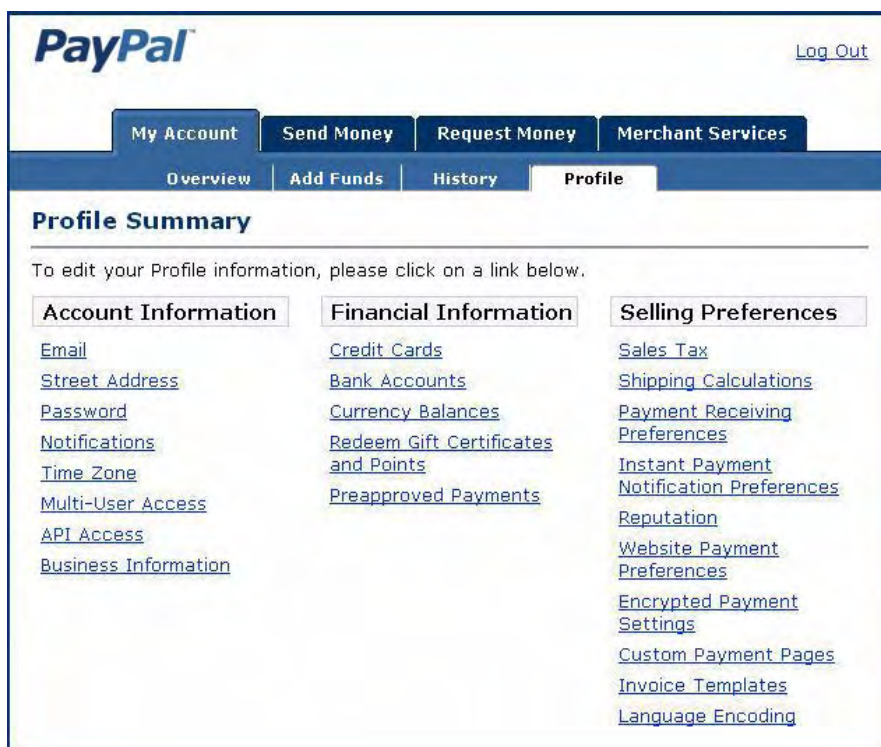 PayPal™
Log Out
My Account Send Money Request Money Merchant Services
Overview Add Funds History Profile
Profile Summary
To edit your Profile information, please click on a link below.
Account Information
Email
Street Address
Password
Notifications
Time Zone
Multi-User Access
API Access
Business Information
Financial Information
Credit Cards
Bank Accounts
Currency Balances
Redeem Gift Certificates
and Points
Preapproved Payments
Selling Preferences
Sales Tax
Shipping Calculations
Payment Receiving
Preferences
Instant Payment
Notification Preferences
Reputation
Website Payment
Preferences
Encrypted Payment
Settings
Custom Payment Pages
Invoice Templates
Language Encoding